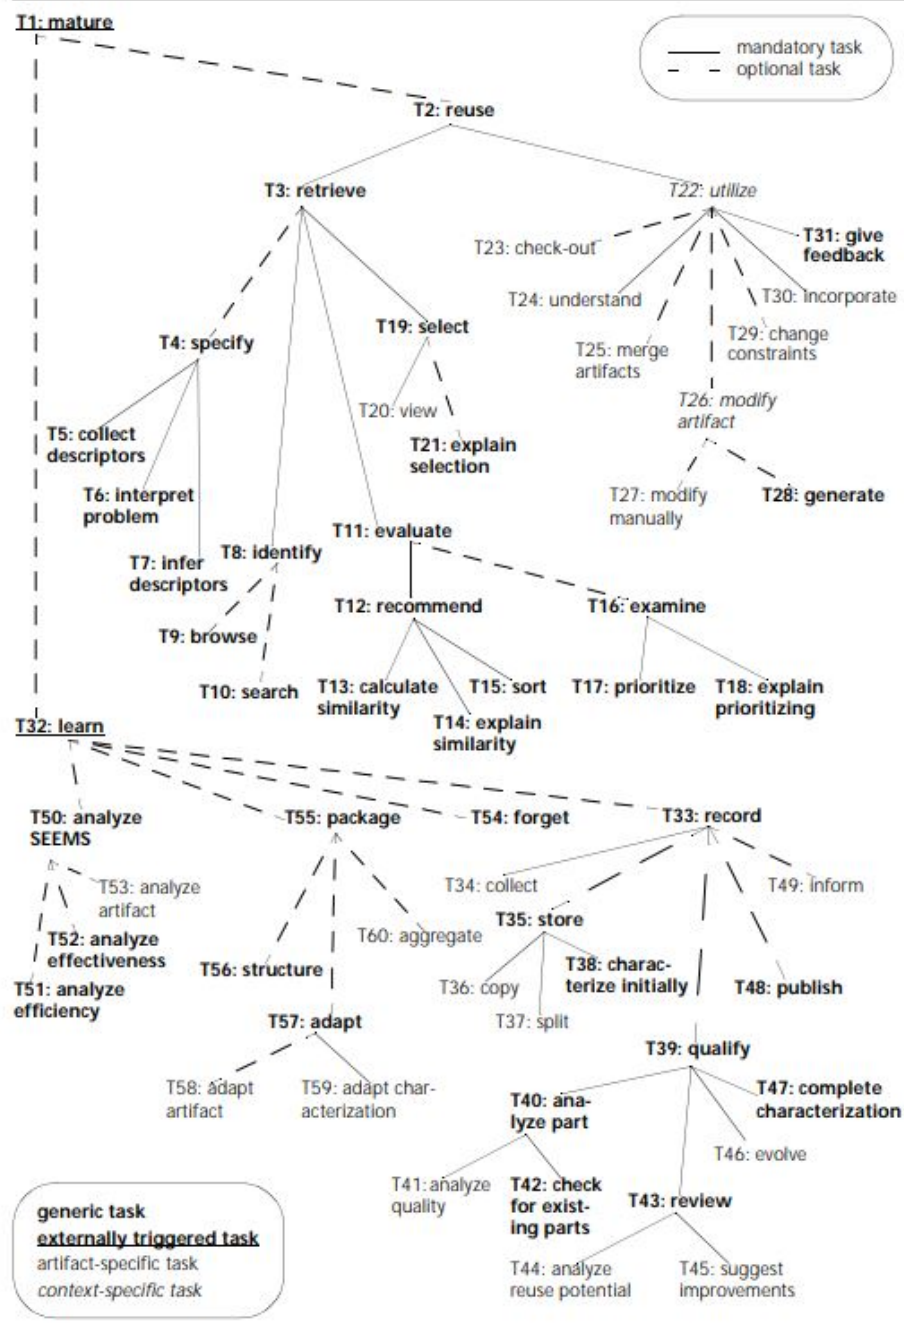 T1: mature
mandatory task
optional task
T2: reuse
T3: retrieve
T22: utilize
T23: check-out
T31: give
feedback
T24: understand
T30: incorporate
T19: select
T4: specify
T29: change
constraints
T25: merge
artifacts
T20: view
T26: modify
artifact
T5: collect
descriptors
T21: explain
selection
T6: interpret
problem
T27: modify
manually
T28: generate
T11: evaluate
T8: identify
T7: infer
descriptors
T12: recommend
T16: examine
T9: browse
T10: search
T13: calculate
similarity
T15: sort
T17: prioritize
T18: explain
prioritizing
T14: explain
similarity
T32: learn
T50: analyze
SEEMS
T55: package
T54: forget
T33: record
T53: analyze
artifact
T34: collect
T49: inform
T52: analyze
effectiveness
T60: aggregate
T35: store
T56: structure
T38: charac-
terize initially
T51: analyze
efficiency
T36: copy
T48: publish
T57: adapt
T37: split
T39: qualify
T58: adapt
artifact
T59: adapt char-
acterization
T40: ana-
lyze part
T47: complete
characterization
T46: evolve
T41: analyze
quality
T42: check
for exist-
ing parts
T43: review
generic task
externally triggered task
artifact-specific task
context-specific task
T44: analyze
reuse potential
T45: suggest
improvements